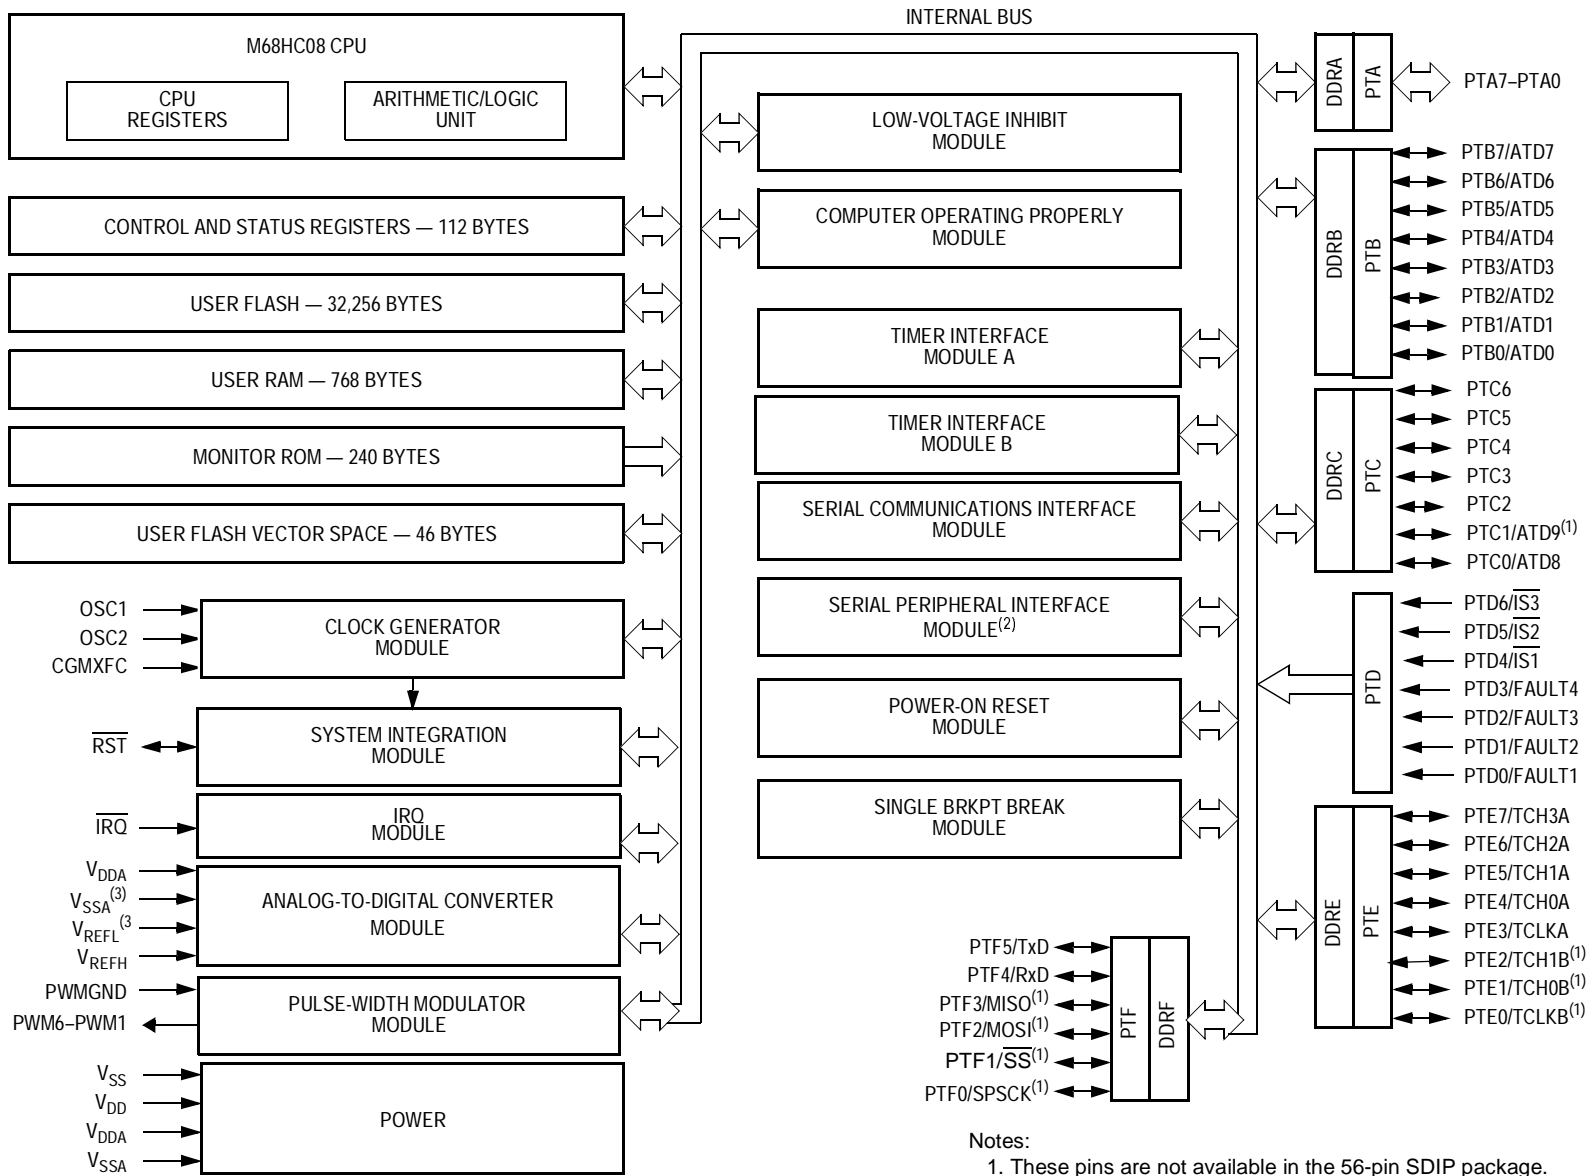 INTERNAL BUS
M68HC08 CPU
CPU
REGISTERS
ARITHMETIC/LOGIC
UNIT
CONTROL AND STATUS REGISTERS — 112 BYTES
USER FLASH — 32,256 BYTES
USER RAM — 768 BYTES
MONITOR ROM — 240 BYTES
USER FLASH VECTOR SPACE — 46 BYTES
OSC1
OSC2
CGMXFC
CLOCK GENERATOR
MODULE
RST
SYSTEM INTEGRATION
MODULE
IRQ
IRQ
MODULE
VDDA
VSSA(3)
VREFL(3
VREFH
ANALOG-TO-DIGITAL CONVERTER
MODULE
PWMGND
PWM6–PWM1
PULSE-WIDTH MODULATOR
MODULE
VSS
VDD
VDDA
VSSA
POWER
LOW-VOLTAGE INHIBIT
MODULE
COMPUTER OPERATING PROPERLY
MODULE
TIMER INTERFACE
MODULE A
TIMER INTERFACE
MODULE B
SERIAL COMMUNICATIONS INTERFACE
MODULE
SERIAL PERIPHERAL INTERFACE
MODULE(2)
POWER-ON RESET
MODULE
SINGLE BRKPT BREAK
MODULE
PTF5/TxD
PTF4/RxD
PTF3/MISO(1)
PTF2/MOSI(1)
PTF1/SS(1)
PTF0/SPSCK(1)
PTF
DDRF
DDRA
PTA
PTA7–PTA0
DDRB
PTB
PTB7/ATD7
PTB6/ATD6
PTB5/ATD5
PTB4/ATD4
PTB3/ATD3
PTB2/ATD2
PTB1/ATD1
PTB0/ATD0
DDRC
PTC
PTC6
PTC5
PTC4
PTC3
PTC2
PTC1/ATD9(1)
PTC0/ATD8
PTD
PTD6/IS3
PTD5/IS2
PTD4/IS1
PTD3/FAULT4
PTD2/FAULT3
PTD1/FAULT2
PTD0/FAULT1
DDRE
PTE
PTE7/TCH3A
PTE6/TCH2A
PTE5/TCH1A
PTE4/TCH0A
PTE3/TCLKA
PTE2/TCH1B(1)
PTE1/TCH0B(1)
PTE0/TCLKB(1)
Notes:
1. These pins are not available in the 56-pin SDIP package.